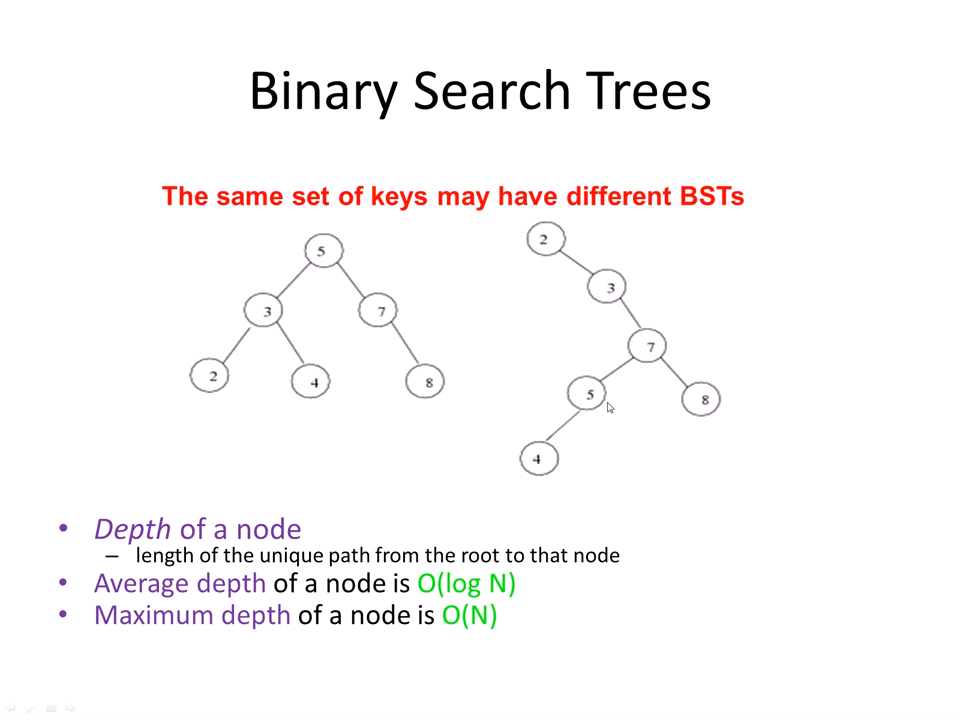 Binary Search Trees
The same set of keys may have different BSTs
5
3
7
2
4
8
2
3
7
5
8
4
• Depth of a node
– length of the unique path from the root to that node
• Average depth of a node is O(log N)
• Maximum depth of a node is O(N)